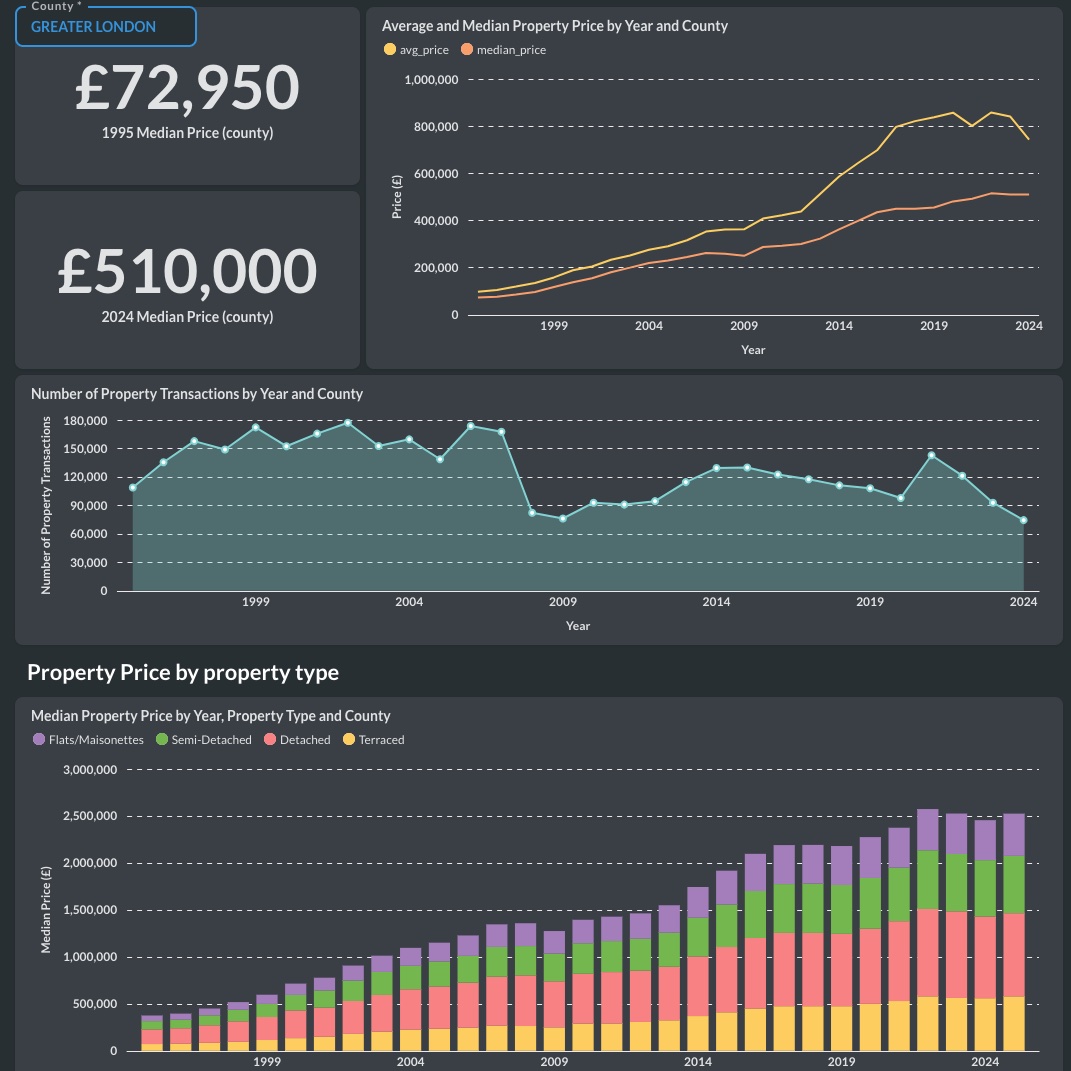 County *
GREATER LONDON
£72,950
1995 Median Price (county)
£510,000
2024 Median Price (county)
Average and Median Property Price by Year and County
avg_price median_price
1,000,000
800,000
600,000
400,000
200,000
0
Price (£)
1999 2004 2009 2014 2019 2024
Year
Number of Property Transactions by Year and County
180,000
150,000
120,000
90,000
60,000
30,000
0
Number of Property Transactions
1999 2004 2009 2014 2019 2024
Year
Property Price by property type
Median Property Price by Year, Property Type and County
Flats/Maisonettes Semi-Detached Detached Terraced
3,000,000
2,500,000
2,000,000
1,500,000
1,000,000
500,000
0
Median Price (£)
1999 2004 2009 2014 2019 2024